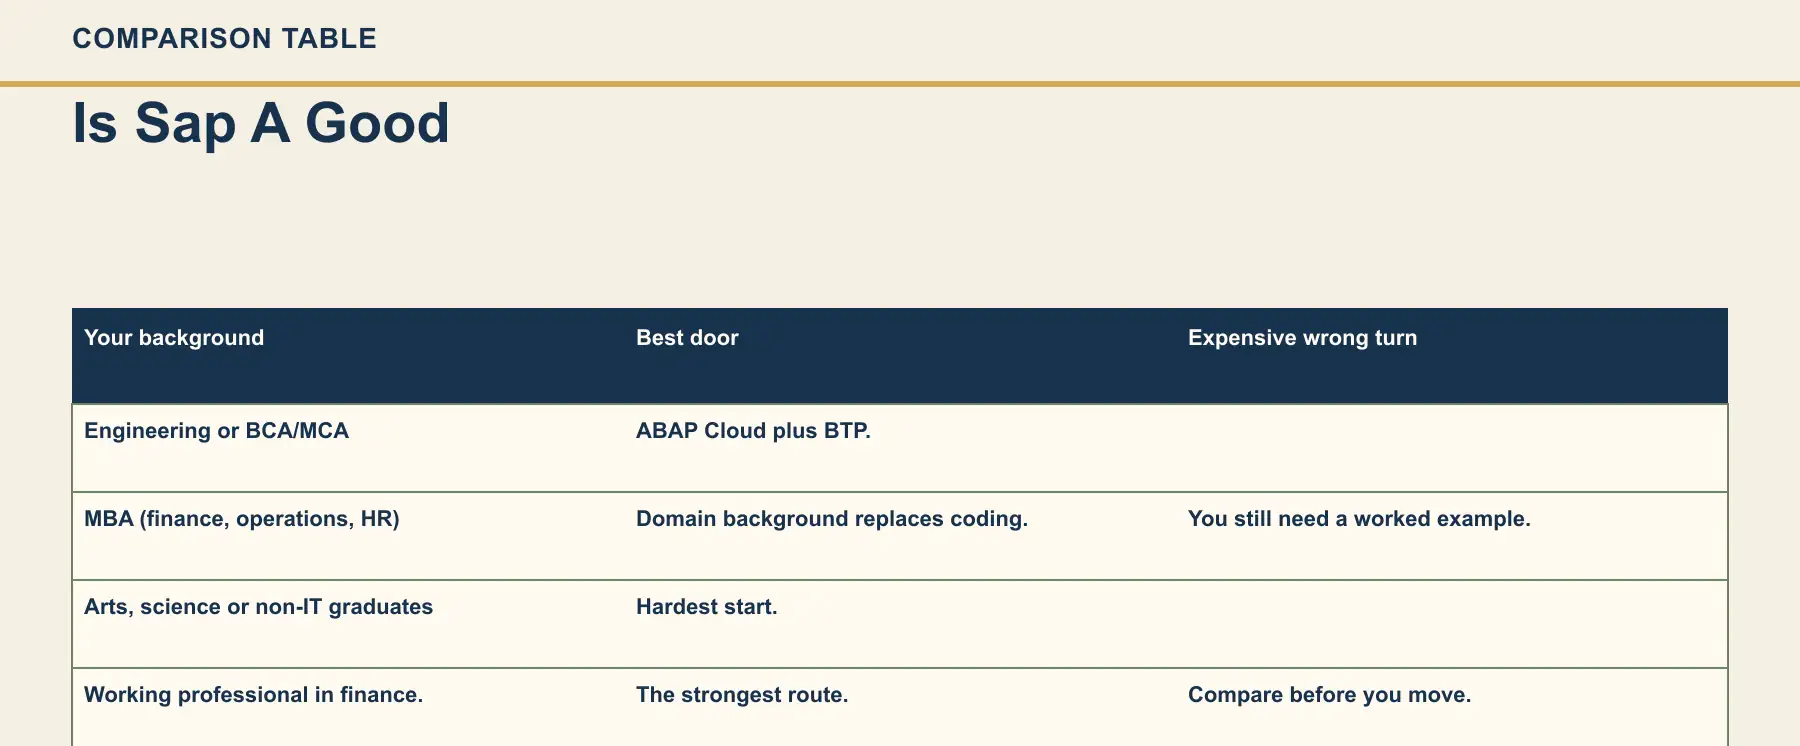 COMPARISON TABLE
Is Sap A Good
Your background Best door Expensive wrong turn
Engineering or BCA/MCA ABAP Cloud plus BTP.
MBA (finance, operations, HR) Domain background replaces coding. You still need a worked example.
Arts, science or non-IT graduates Hardest start.
Working professional in finance. The strongest route. Compare before you move.